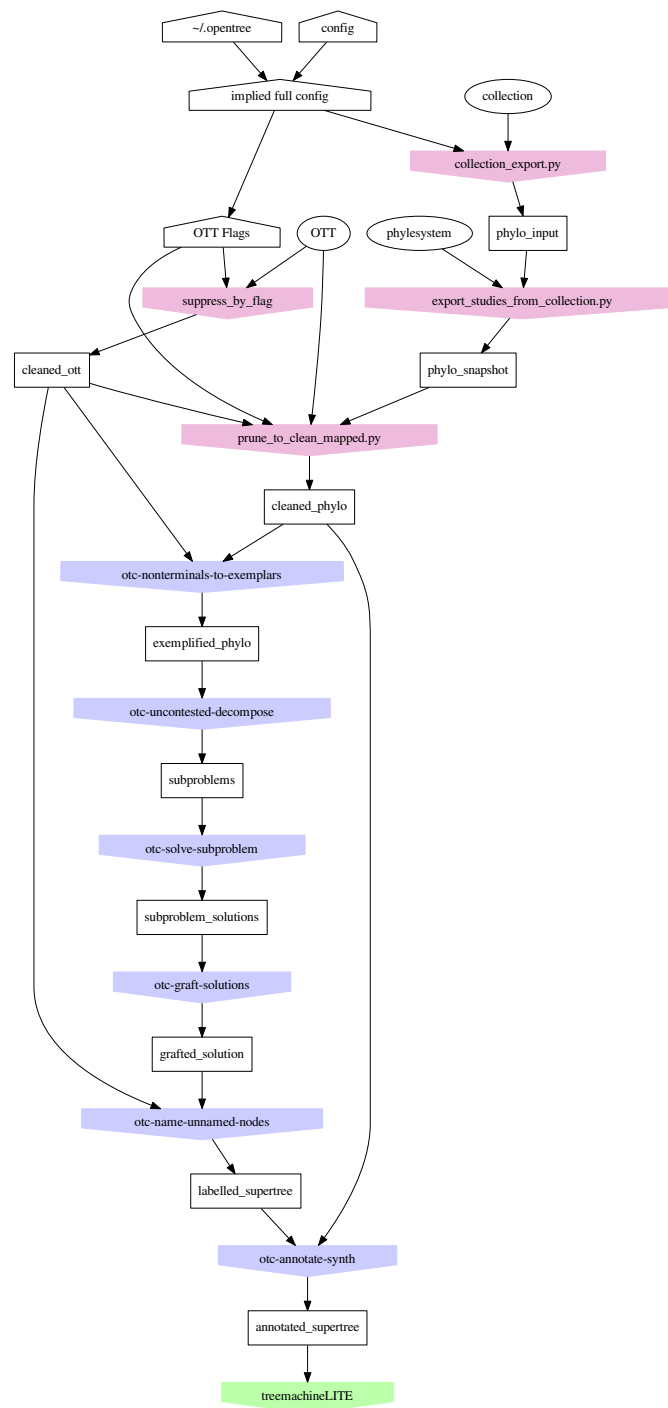 ~/.opentree
config
implied full config
collection
collection_export.py
OTT Flags
OTT
phylesystem
phylo_input
suppress_by_flag
export_studies_from_collection.py
cleaned_ott
phylo_snapshot
prune_to_clean_mapped.py
cleaned_phylo
otc-nonterminals-to-exemplars
exemplified_phylo
otc-uncontested-decompose
subproblems
otc-solve-subproblem
subproblem_solutions
otc-graft-solutions
grafted_solution
otc-name-unnamed-nodes
labelled_supertree
otc-annotate-synth
annotated_supertree
treemachineLITE